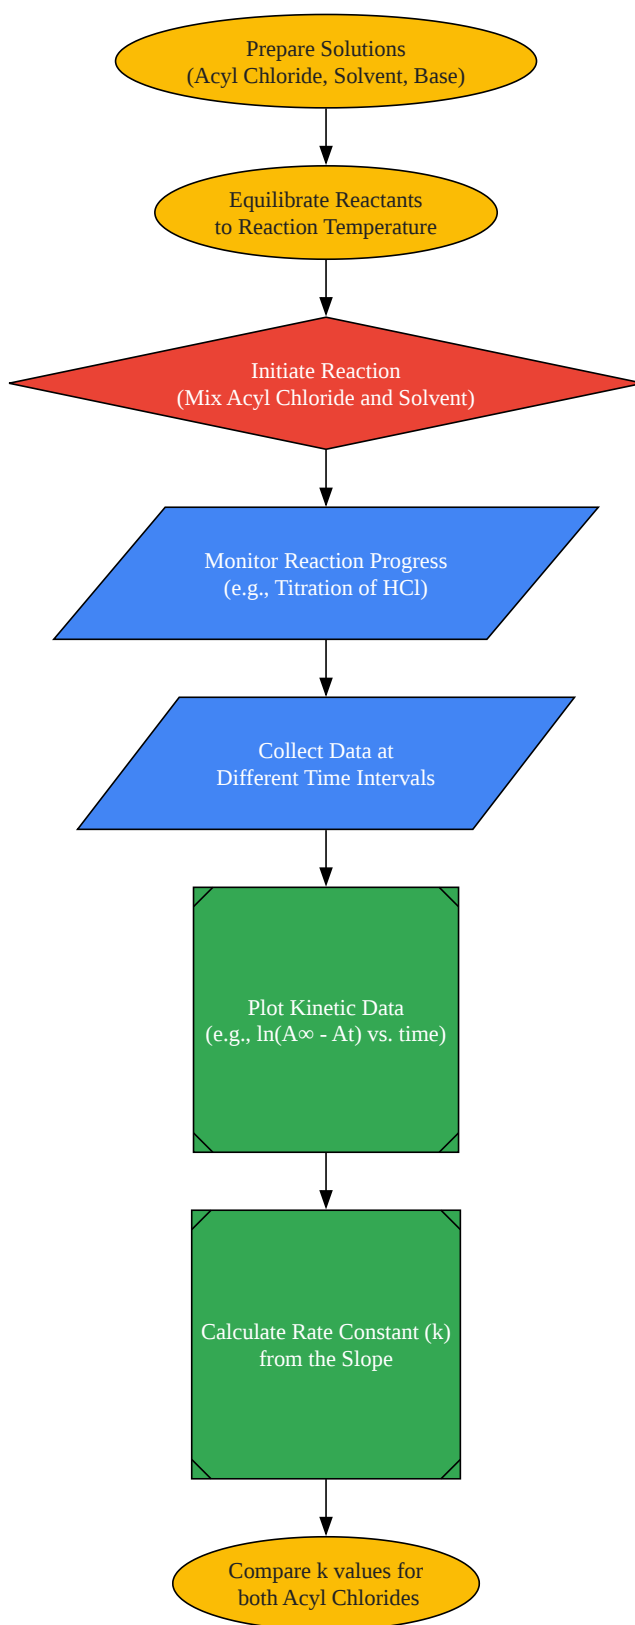 Prepare Solutions
(Acyl Chloride, Solvent, Base)
Equilibrate Reactants
to Reaction Temperature
Initiate Reaction
(Mix Acyl Chloride and Solvent)
Monitor Reaction Progress
(e.g., Titration of HCl)
Collect Data at
Different Time Intervals
Plot Kinetic Data
(e.g., ln(A∞ - At) vs. time)
Calculate Rate Constant (k)
from the Slope
Compare k values for
both Acyl Chlorides